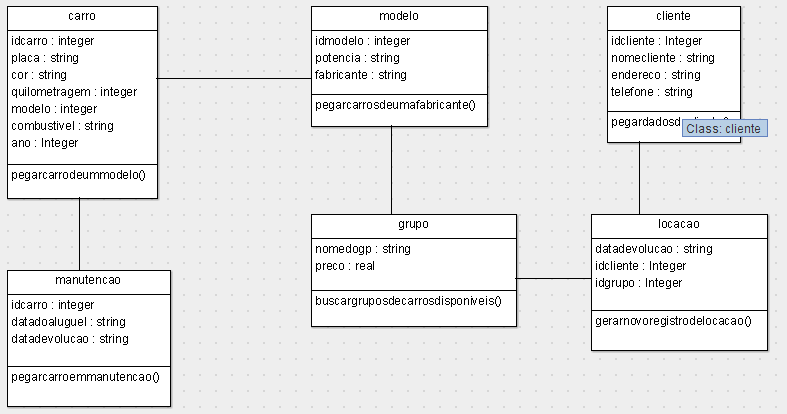 carro
idcarro : integer
placa : string
cor : string
quilometragem : integer
modelo : integer
combustivel : string
ano : Integer
pegarcarrodeummodelo()
modelo
idmodelo : integer
potencia : string
fabricante : string
pegarcarrosdeumafabricante()
cliente
idcliente : Integer
nomecliente : string
endereco : string
telefone : string
Class: cliente
manutencao
idcarro : integer
datadoaluguel : string
datadevolucao : string
pegarcarroemmanutencao()
grupo
nomedogp : string
preco : real
buscargruposdecarrosdisponiveis()
locacao
datadevolucao : string
idcliente : Integer
idgrupo : Integer
gerarnovoregistrodelocacao()